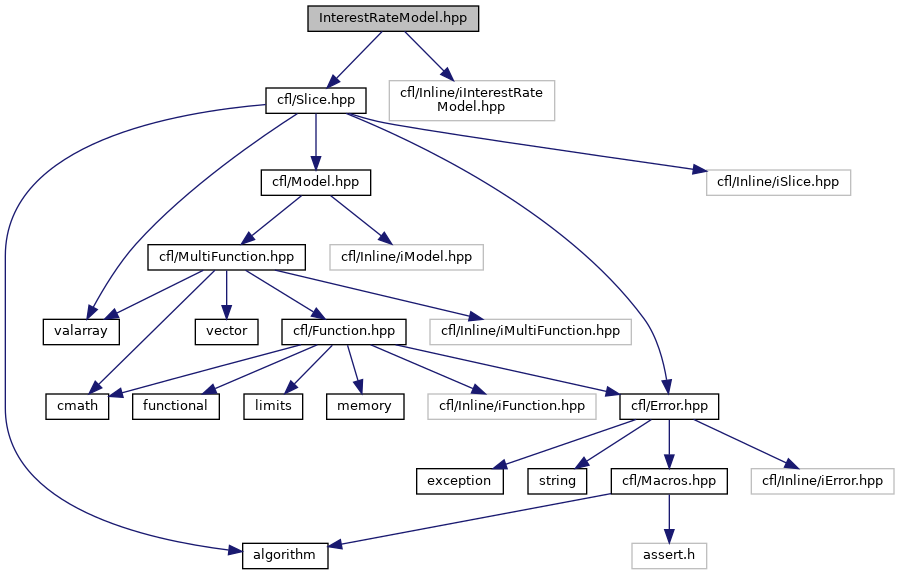 InterestRateModel.hpp
cfl/Slice.hpp
cfl/Inline/iInterestRate
Model.hpp
cfl/Model.hpp
cfl/Inline/iSlice.hpp
cfl/MultiFunction.hpp
cfl/Inline/iModel.hpp
valarray
vector
cfl/Function.hpp
cfl/Inline/iMultiFunction.hpp
cmath
functional
limits
memory
cfl/Inline/iFunction.hpp
cfl/Error.hpp
exception
string
cfl/Macros.hpp
cfl/Inline/iError.hpp
algorithm
assert.h